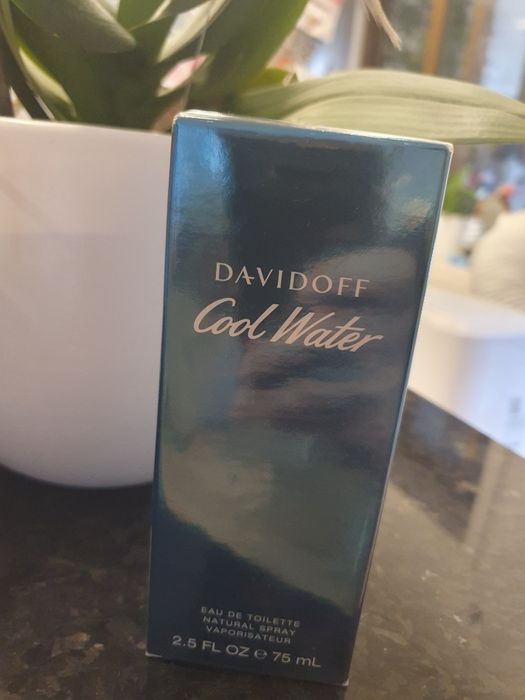 DAVIDOFF
Cool Water
EAU DE TOILETTE
NATURAL SPRAY
VAPORISATEUR
2.5 FL OZ ℮ 75 mL